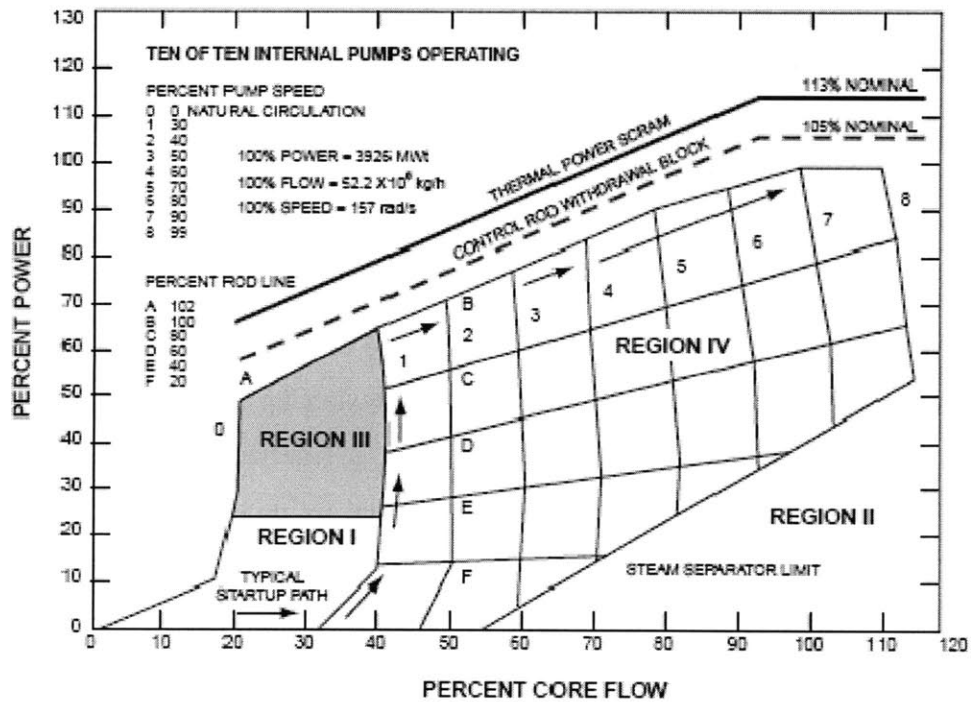 130
120
110
100
90
80
70
60
50
40
30
20
10
0
PERCENT POWER
TEN OF TEN INTERNAL PUMPS OPERATING
PERCENT PUMP SPEED
0 0 NATURAL CIRCULATION
1 30
2 40
3 50
4 60
5 70
6 80
7 90
8 99
100% POWER = 3926 MWt
100% FLOW = 52.2 X10⁶ kg/h
100% SPEED = 157 rad/s
PERCENT ROD LINE
A 102
B 100
C 80
D 60
E 40
F 20
113% NOMINAL
105% NOMINAL
THERMAL POWER SCRAM
CONTROL ROD WITHDRAWAL BLOCK
A
B
C
D
E
F
0
1
2
3
4
5
6
7
8
REGION III
REGION IV
REGION I
REGION II
TYPICAL
STARTUP PATH
STEAM SEPARATOR LIMIT
0 10 20 30 40 50 60 70 80 90 100 110 120
PERCENT CORE FLOW